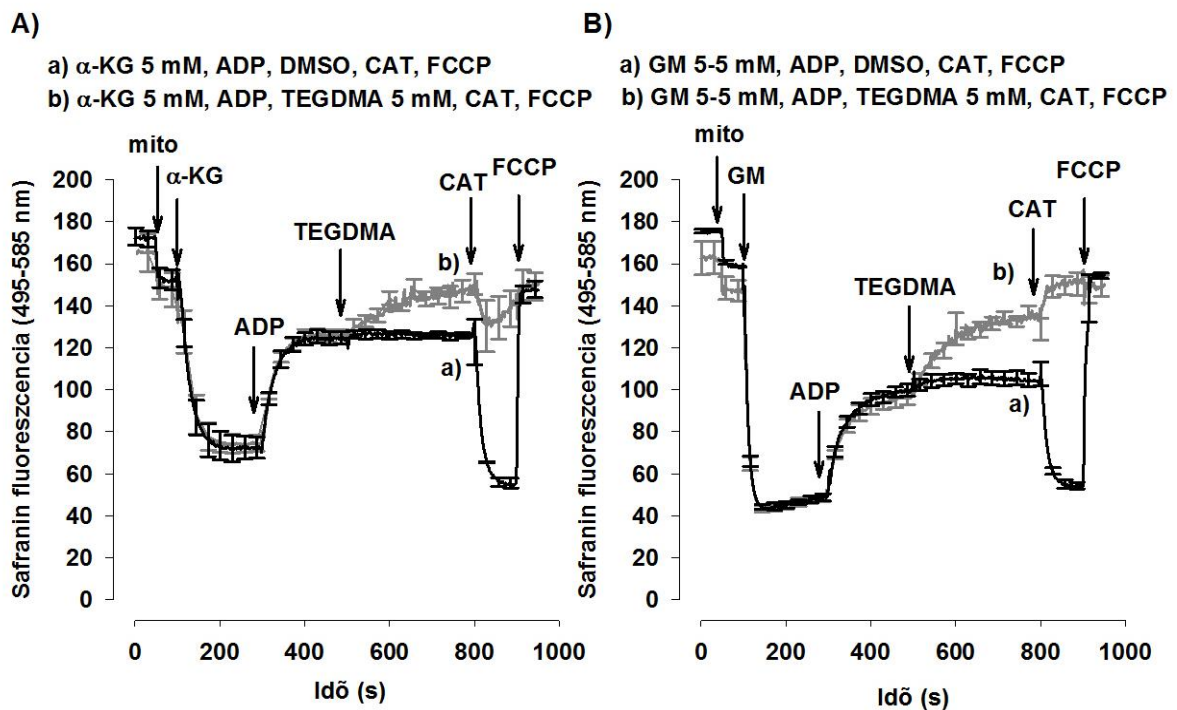 A)
a) α-KG 5 mM, ADP, DMSO, CAT, FCCP
b) α-KG 5 mM, ADP, TEGDMA 5 mM, CAT, FCCP
mito
α-KG
ADP
TEGDMA
CAT
FCCP
b)
a)
Safranin fluoreszcencia (495-585 nm)
200
180
160
140
120
100
80
60
40
20
0
0 200 400 600 800 1000
Idõ (s)
B)
a) GM 5-5 mM, ADP, DMSO, CAT, FCCP
b) GM 5-5 mM, ADP, TEGDMA 5 mM, CAT, FCCP
mito
GM
ADP
TEGDMA
CAT
FCCP
b)
a)
Safranin fluoreszcencia (495-585 nm)
200
180
160
140
120
100
80
60
40
20
0
0 200 400 600 800 1000
Idõ (s)